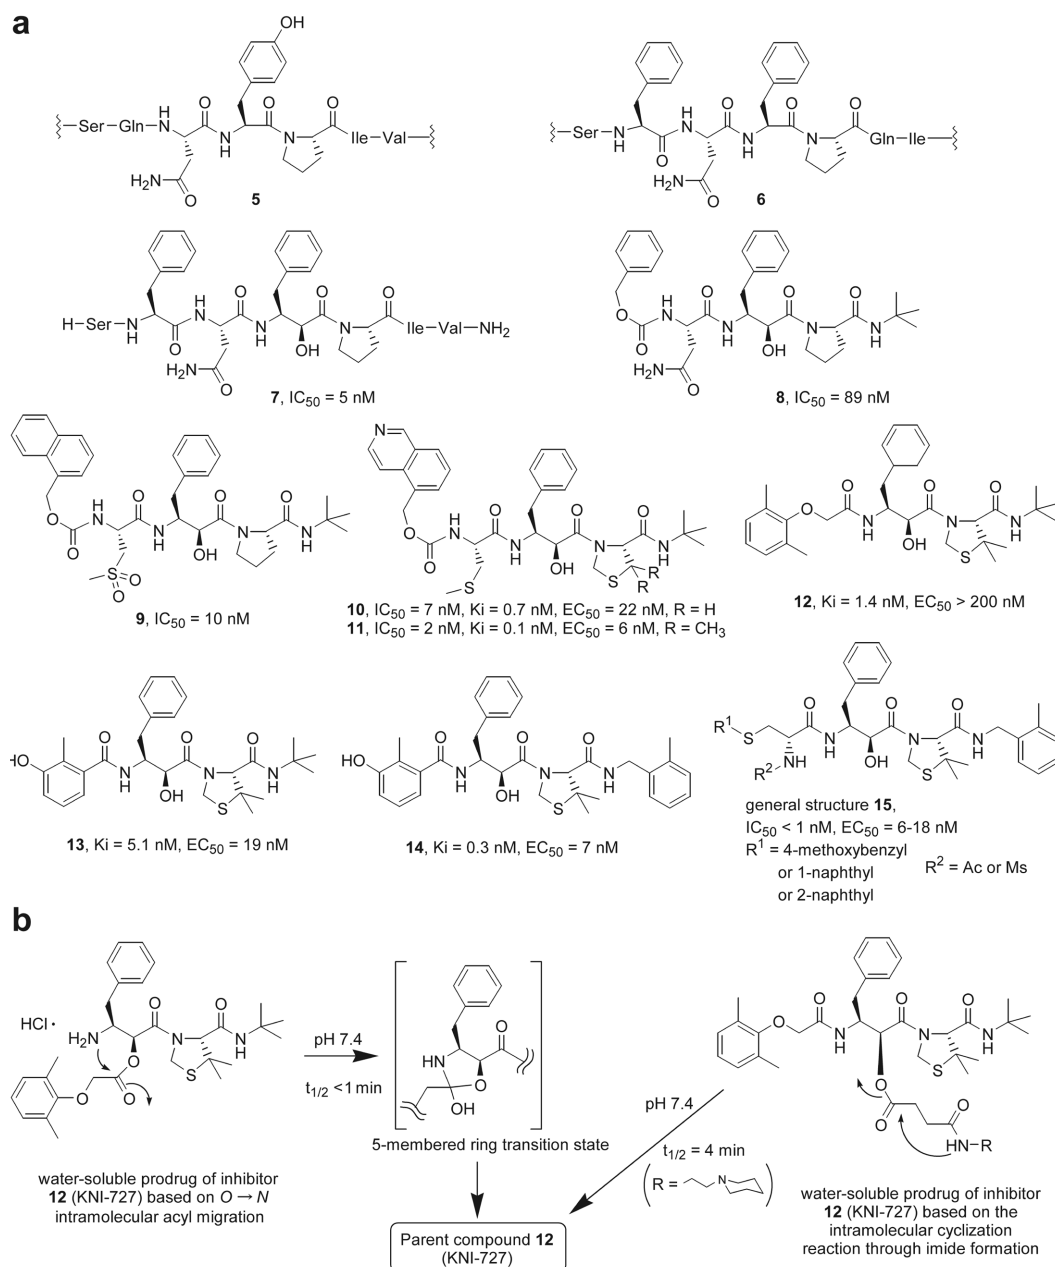 a
OH
Ser Gln N H O N H O N O Ile Val
H₂N O
5
Ser N H O H N O N H O N O Gln Ile
H₂N O
6
H Ser N H O H N O N H OH O N O Ile Val NH₂
H₂N O
7, IC₅₀ = 5 nM
O O H N O N H OH O N O N H
H₂N O
8, IC₅₀ = 89 nM
O O H N O N H OH O N O N H
S O O
9, IC₅₀ = 10 nM
N
O O H N O N H OH O N O N H
S S R R
10, IC₅₀ = 7 nM, Ki = 0.7 nM, EC₅₀ = 22 nM, R = H
11, IC₅₀ = 2 nM, Ki = 0.1 nM, EC₅₀ = 6 nM, R = CH₃
O O N H OH O N S O N H
12, Ki = 1.4 nM, EC₅₀ > 200 nM
HO O N H OH O N S O N H
13, Ki = 5.1 nM, EC₅₀ = 19 nM
HO O N H OH O N S O N H
14, Ki = 0.3 nM, EC₅₀ = 7 nM
R¹ S R² NH O N H OH O N S O N H
general structure 15,
IC₅₀ < 1 nM, EC₅₀ = 6-18 nM
R¹ = 4-methoxybenzyl
or 1-naphthyl
or 2-naphthyl
R² = Ac or Ms
b
HCl • H₂N O O N S O N H
O O
pH 7.4
t₁/₂ <1 min
HN O O OH
5-membered ring transition state
water-soluble prodrug of inhibitor
12 (KNI-727) based on O → N
intramolecular acyl migration
Parent compound 12
(KNI-727)
pH 7.4
t₁/₂ = 4 min
R = N
O O N H O N S O N H
O O O HN R
water-soluble prodrug of inhibitor
12 (KNI-727) based on the
intramolecular cyclization
reaction through imide formation